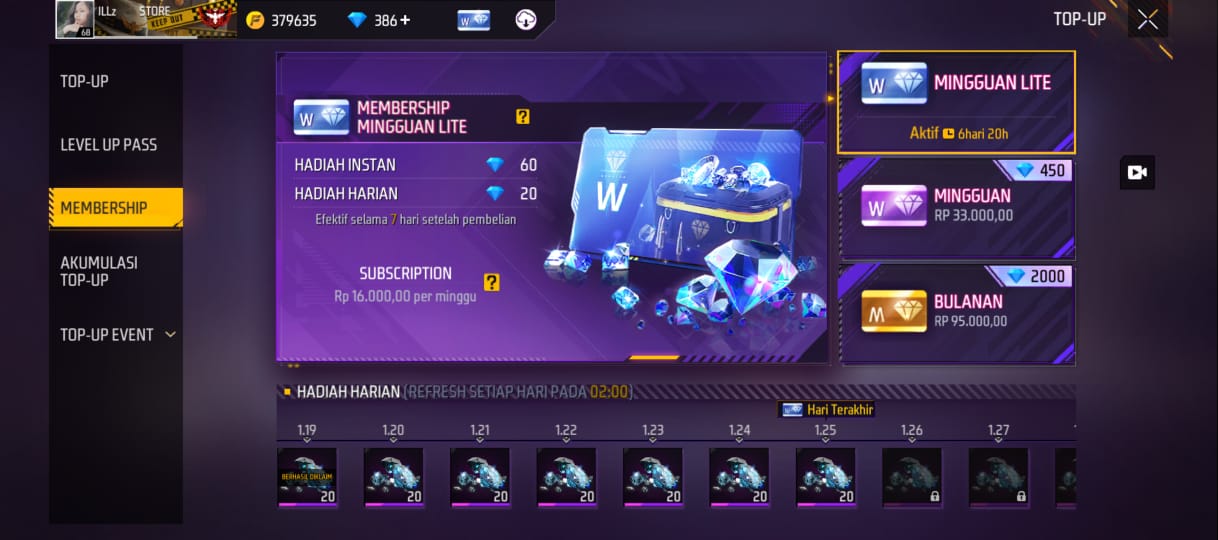 ILLz STORE
68
KEEP OUT
379635
386+
W
TOP-UP
TOP-UP
LEVEL UP PASS
MEMBERSHIP
AKUMULASI
TOP-UP
TOP-UP EVENT
W
MEMBERSHIP
MINGGUAN LITE
?
HADIAH INSTAN 60
HADIAH HARIAN 20
Efektif selama 7 hari setelah pembelian
SUBSCRIPTION
?
Rp 16.000,00 per minggu
W
W
MINGGUAN LITE
Aktif 6hari 20h
450
W
MINGGUAN
RP 33.000,00
2000
M
BULANAN
RP 95.000,00
HADIAH HARIAN (REFRESH SETIAP HARI PADA 02:00)
Hari Terakhir
1.19 1.20 1.21 1.22 1.23 1.24 1.25 1.26 1.27
BERHASIL DIKLAIM
20 20 20 20 20 20 20